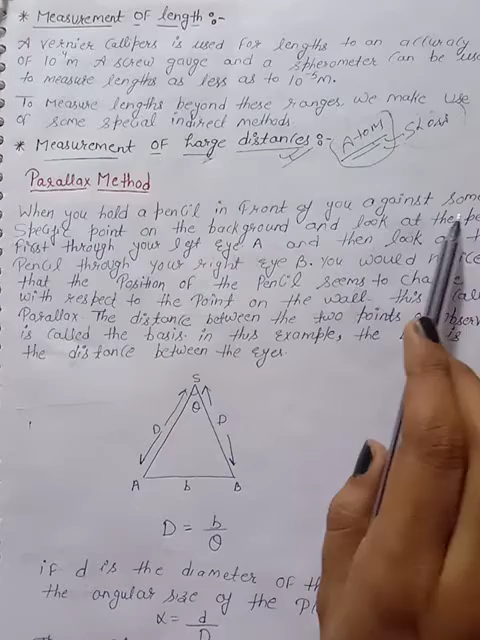 * Measurement of length :-
A vernier Callipers is used for lengths to an accuracy
of 10⁻⁴m A screw gauge and a spherometer Can be use
to measure lengths as less as to 10⁻⁵m.
To Measure lengths beyond these ranges. We make use
of some special indirect methods.
* Measurement of Large distances :-
Atom
Parallax Method
When you hold a pencil in Front of you against some
Specific point on the background and look at the pe
First through your left Eye A and then look
Pencil through your right Eye B. You would
that the Position of the Pencil seems to
with respect to the Point on the wall. this
Parallax. The distance between the two points
is called the basis. in this Example, the is
the distance between the Eyes.
S
θ
D D
A b B
D = b/θ
if d is the diameter of
the angular size of the
α = d/D